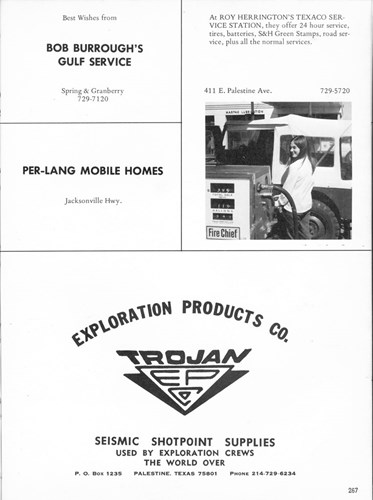 Best Wishes from
BOB BURROUGH'S
GULF SERVICE
Spring & Granberry
729-7120
PER-LANG MOBILE HOMES
Jacksonville Hwy.
At ROY HERRINGTON'S TEXACO SER-
VICE STATION, they offer 24 hour service,
tires, batteries, S&H Green Stamps, road ser-
vice, plus all the normal services.
411 E. Palestine Ave. 729-5720
MARFAK LUBRICATION
Fire Chief
EXPLORATION PRODUCTS CO.
TROJAN
EP
Co
SEISMIC SHOTPOINT SUPPLIES
USED BY EXPLORATION CREWS
THE WORLD OVER
P. O. Box 1235 PALESTINE, TEXAS 75801 PHONE 214-729-6234
267